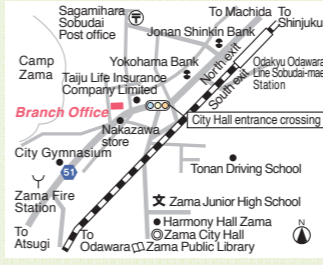 Sagamihara
Sobudai
Post office
To Machida
To
Shinjuku
Jonan Shinkin Bank
Camp
Zama
Yokohama Bank
North exit
South exit
Odakyu Odawara
Line Sobudai-mae
Station
Taiju Life Insurance
Company Limited
Branch Office
City Hall entrance crossing
Nakazawa
store
City Gymnasium
51
Tonan Driving School
Zama Fire
Station
文 Zama Junior High School
Harmony Hall Zama
Zama City Hall
Zama Public Library
To
Atsugi
To
Odawara
N